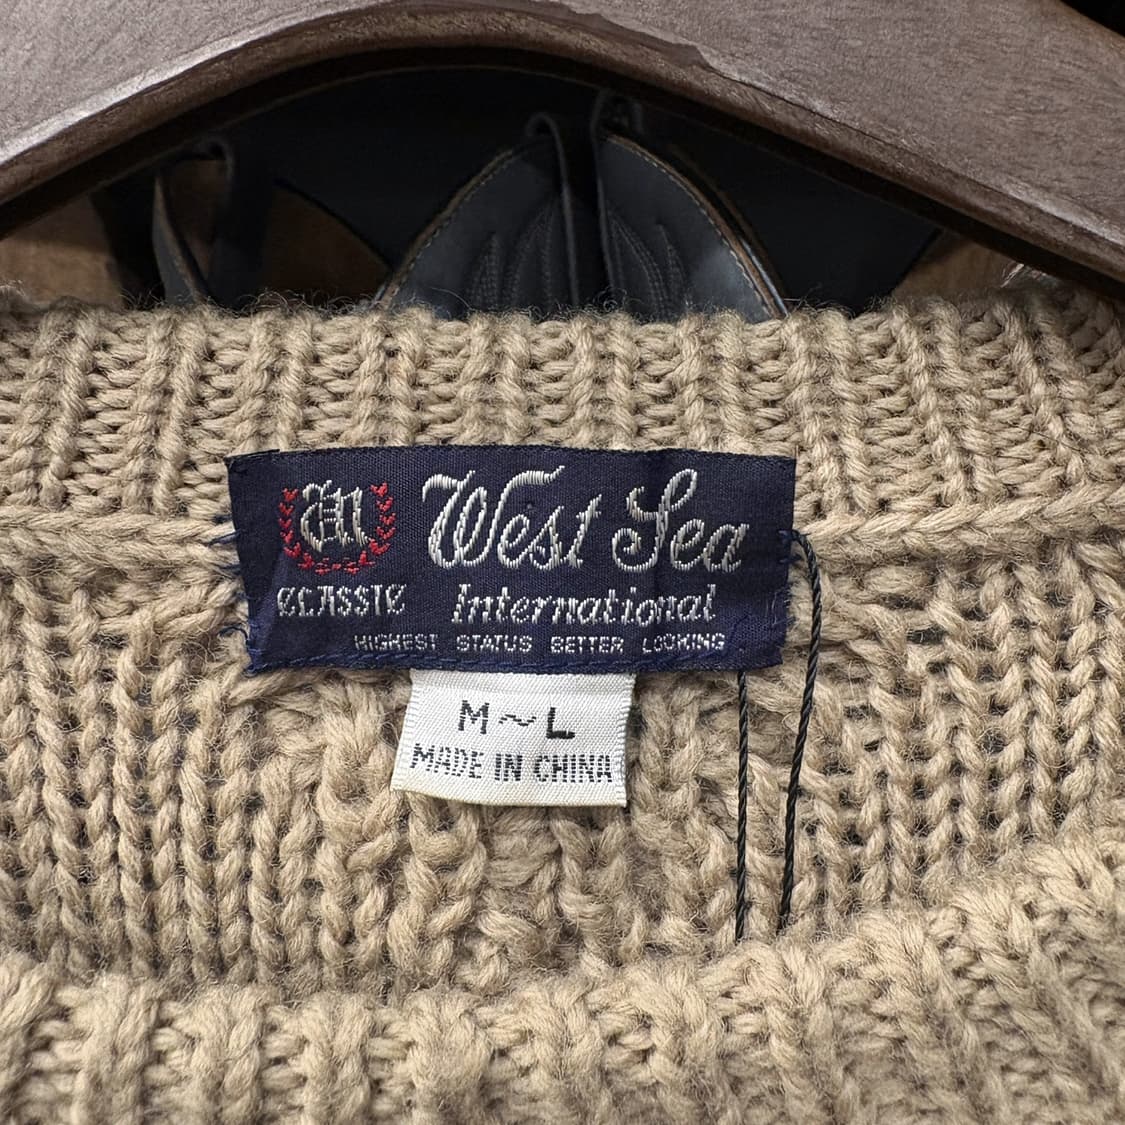 West Sea
CLASSIC International
HIGHEST STATUS BETTER LOOKING
M~L
MADE IN CHINA